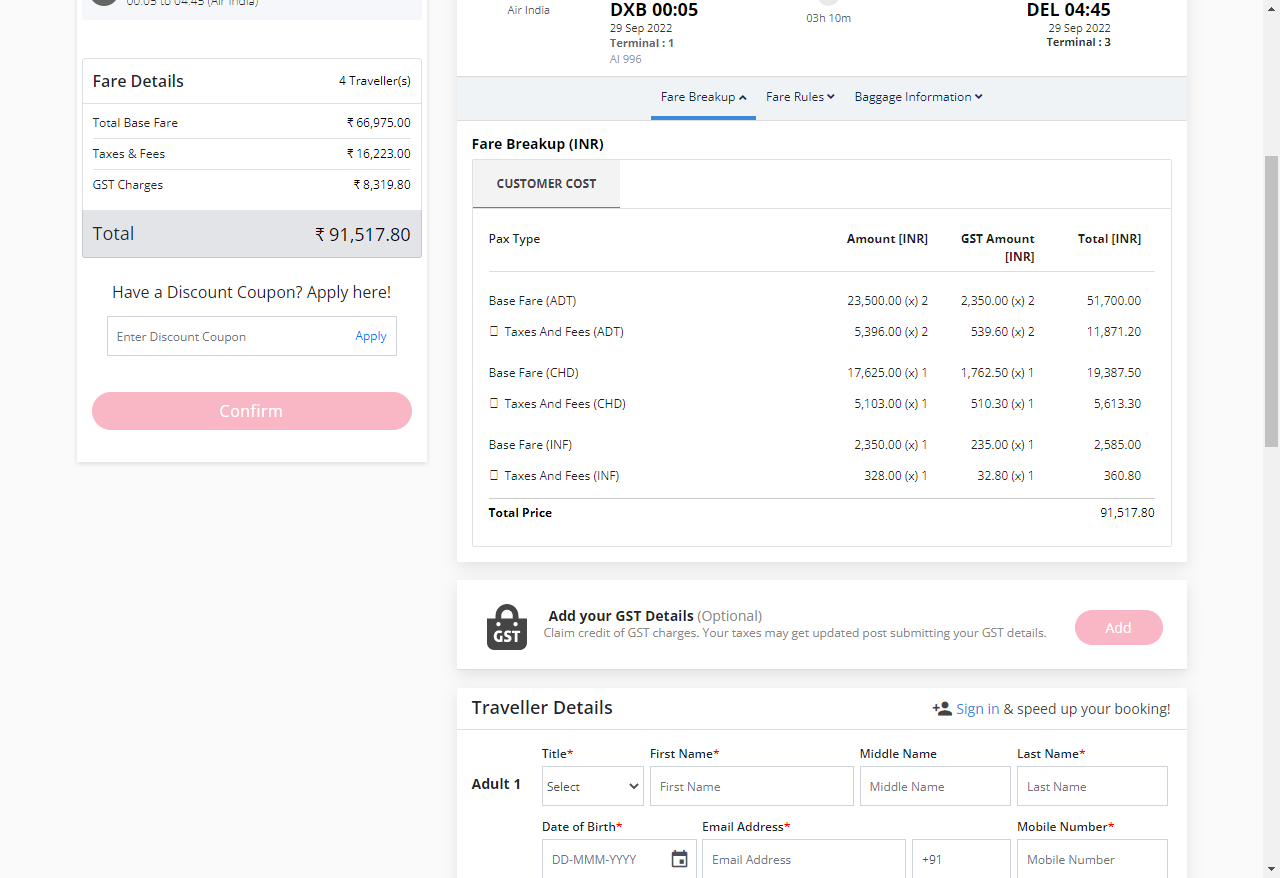 00:05 to 04:45 (Air India)
Fare Details 4 Traveller(s)
Total Base Fare ₹ 66,975.00
Taxes & Fees ₹ 16,223.00
GST Charges ₹ 8,319.80
Total ₹ 91,517.80
Have a Discount Coupon? Apply here!
Enter Discount Coupon Apply
Confirm
Air India DXB 00:05 03h 10m DEL 04:45
29 Sep 2022 29 Sep 2022
Terminal : 1 Terminal : 3
AI 996
Fare Breakup Fare Rules Baggage Information
Fare Breakup (INR)
CUSTOMER COST
Pax Type Amount [INR] GST Amount [INR] Total [INR]
Base Fare (ADT) 23,500.00 (x) 2 2,350.00 (x) 2 51,700.00
Taxes And Fees (ADT) 5,396.00 (x) 2 539.60 (x) 2 11,871.20
Base Fare (CHD) 17,625.00 (x) 1 1,762.50 (x) 1 19,387.50
Taxes And Fees (CHD) 5,103.00 (x) 1 510.30 (x) 1 5,613.30
Base Fare (INF) 2,350.00 (x) 1 235.00 (x) 1 2,585.00
Taxes And Fees (INF) 328.00 (x) 1 32.80 (x) 1 360.80
Total Price 91,517.80
GST
Add your GST Details (Optional)
Claim credit of GST charges. Your taxes may get updated post submitting your GST details.
Add
Traveller Details Sign in & speed up your booking!
Title* First Name* Middle Name Last Name*
Adult 1 Select First Name Middle Name Last Name
Date of Birth* Email Address* Mobile Number*
DD-MMM-YYYY Email Address +91 Mobile Number